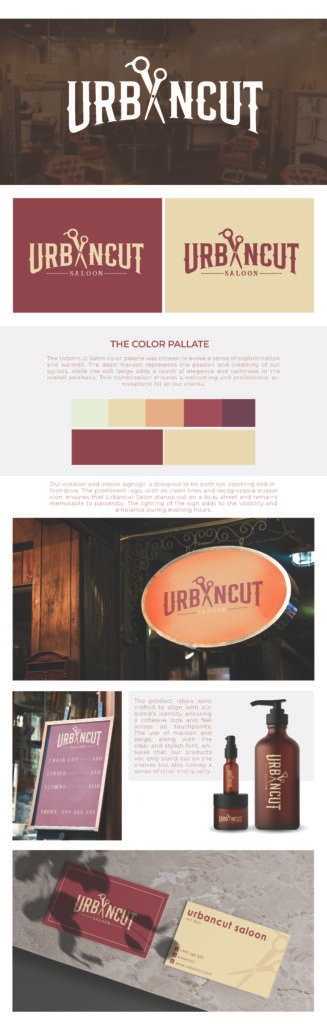 URBANCUT
URBANCUT
SALOON
URBANCUT
SALOON
THE COLOR PALLATE
The Urbancut Salon color palette was chosen to evoke a sense of sophistication
and warmth. The deep maroon represents the passion and creativity of our
stylists, while the soft beige adds a touch of elegance and calmness to the
overall aesthetic. This combination ensures a welcoming and professional a-
mosphere for all our clients.
Our outdoor and indoor signage is designed to be both eye catching and in-
formative. The prominent logo, with its clean lines and recognizable scissor
icon, ensures that Urbancut Salon stands out on a busy street and remains
memorable to passersby. The lighting of the sign adds to the visibility and
ambiance during evening hours.
URBANCUT
SALOON
URBANCUT
The product labels were
crafted to align with our
brand's identity, ensuring
a cohesive look and feel
across all touchpoints.
The use of maroon and
beige, along with the
clear and stylish font, en-
sures that our products
not only stand out on the
shelves but also convey a
sense of trust and quality.
URBANCUT
URBANCUT
SALOON
urbancut saloon